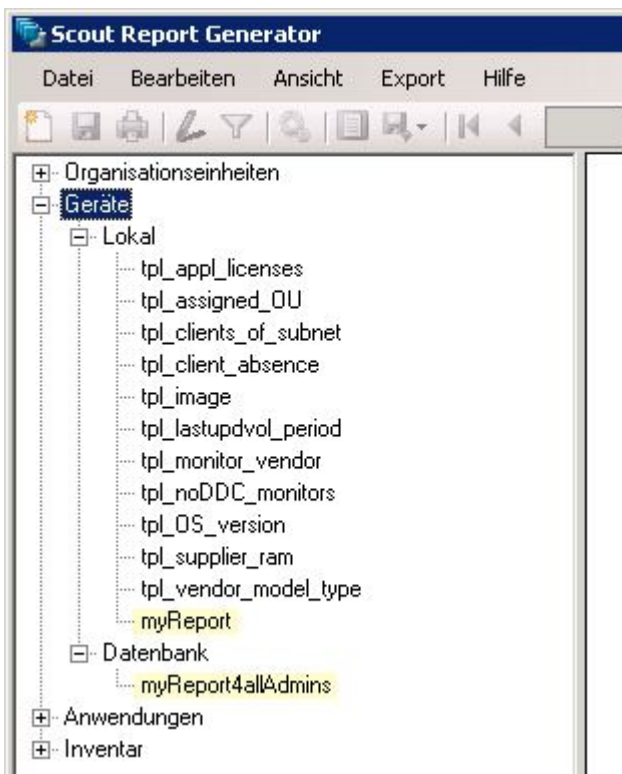 Scout Report Generator
Datei Bearbeiten Ansicht Export Hilfe
Organisationseinheiten
Geräte
Lokal
tpl_appl_licenses
tpl_assigned_OU
tpl_clients_of_subnet
tpl_client_absence
tpl_image
tpl_lastupdvol_period
tpl_monitor_vendor
tpl_noDDC_monitors
tpl_OS_version
tpl_supplier_ram
tpl_vendor_model_type
myReport
Datenbank
myReport4allAdmins
Anwendungen
Inventar